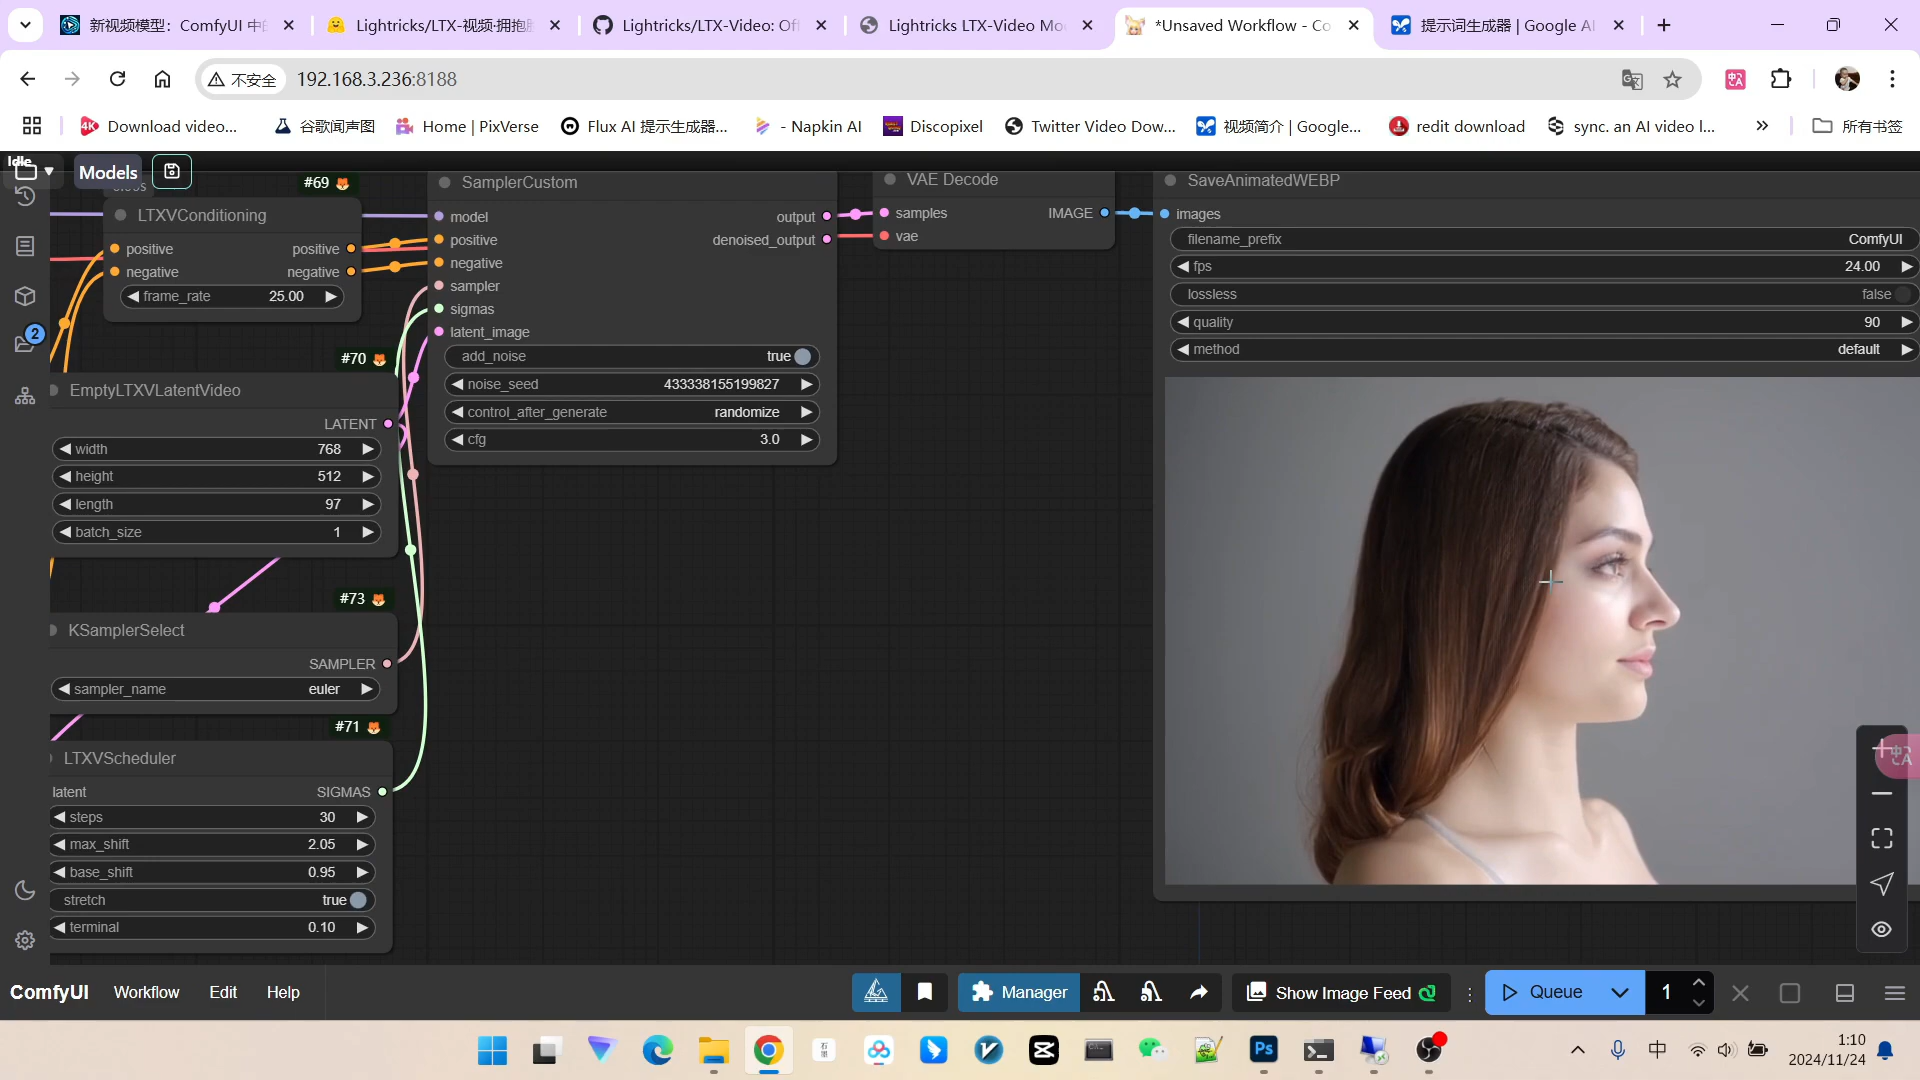 新视频模型：ComfyUI 中
Lightricks/LTX-视频·拥抱
Lightricks/LTX-Video: Of
Lightricks LTX-Video Mo
*Unsaved Workflow - Co
提示词生成器 | Google AI
不安全
192.168.3.236:8188
Download video...
谷歌闻声图
Home | PixVerse
Flux AI 提示生成器...
- Napkin AI
Discopixel
Twitter Video Dow...
视频简介 | Google...
redit download
sync. an AI video l...
»
所有书签
Idle
Models
#69
SamplerCustom
VAE Decode
SaveAnimatedWEBP
LTXVConditioning
model
output
samples
IMAGE
images
positive
positive
positive
denoised_output
vae
filename_prefix
ComfyUI
negative
negative
negative
fps
24.00
frame_rate
25.00
sampler
lossless
false
sigmas
quality
90
latent_image
method
default
#70
add_noise
true
EmptyLTXVLatentVideo
noise_seed
433338155199827
LATENT
control_after_generate
randomize
width
768
cfg
3.0
height
512
length
97
batch_size
1
#73
KSamplerSelect
SAMPLER
sampler_name
euler
#71
LTXVScheduler
latent
SIGMAS
steps
30
max_shift
2.05
base_shift
0.95
stretch
true
terminal
0.10
2
中A
ComfyUI
Workflow
Edit
Help
Manager
Show Image Feed
Queue
1
Ps
中
1:10
2024/11/24